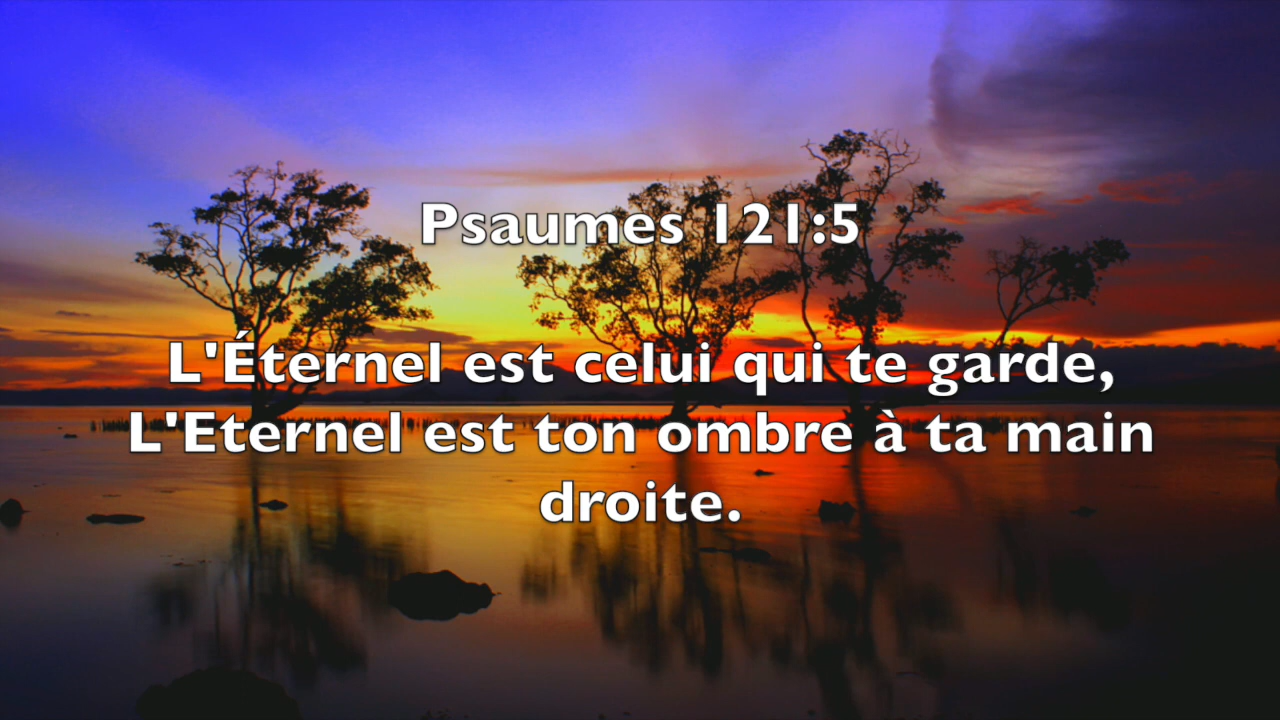 Psaumes 121:5
L'Éternel est celui qui te garde,
L'Eternel est ton ombre à ta main
droite.